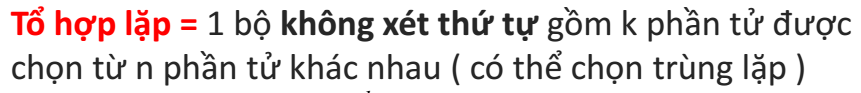 Tổ hợp lặp = 1 bộ không xét thứ tự gồm k phần tử được
chọn từ n phần tử khác nhau ( có thể chọn trùng lặp )